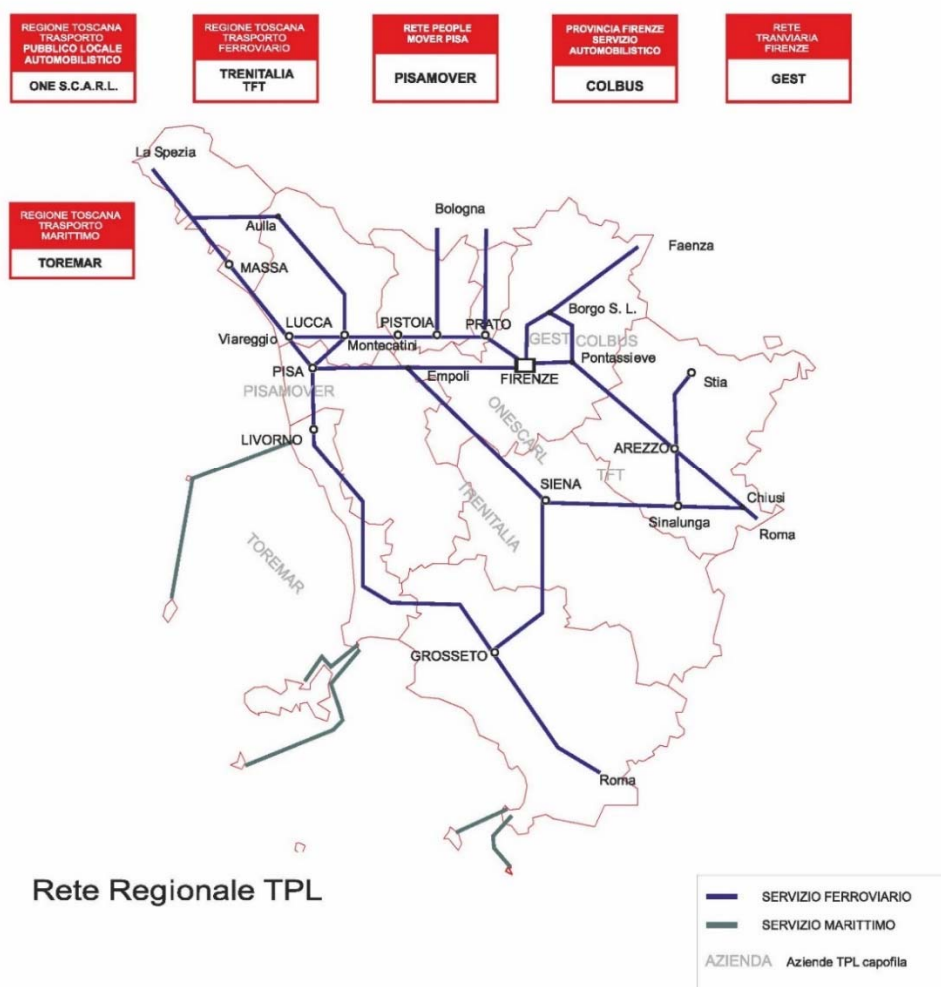 REGIONE TOSCANA
TRASPORTO
PUBBLICO LOCALE
AUTOMOBILISTICO
ONE S.C.A.R.L.
REGIONE TOSCANA
TRASPORTO
FERROVIARIO
TRENITALIA
TFT
RETE PEOPLE
MOVER PISA
PISAMOVER
PROVINCIA FIRENZE
SERVIZIO
AUTOMOBILISTICO
COLBUS
RETE
TRANVIARIA
FIRENZE
GEST
REGIONE TOSCANA
TRASPORTO
MARITTIMO
TOREMAR
La Spezia
Aulla
Bologna
Faenza
MASSA
Borgo S. L.
LUCCA
PISTOIA
PRATO
Viareggio
Montecatini
GEST
COLBUS
Pontassieve
PISA
Empoli
FIRENZE
Stia
PISAMOVER
ONESCARL
LIVORNO
AREZZO
TFT
SIENA
TRENITALIA
Chiusi
Sinalunga
Roma
TOREMAR
GROSSETO
Roma
Rete Regionale TPL
SERVIZIO FERROVIARIO
SERVIZIO MARITTIMO
AZIENDA Aziende TPL capofila